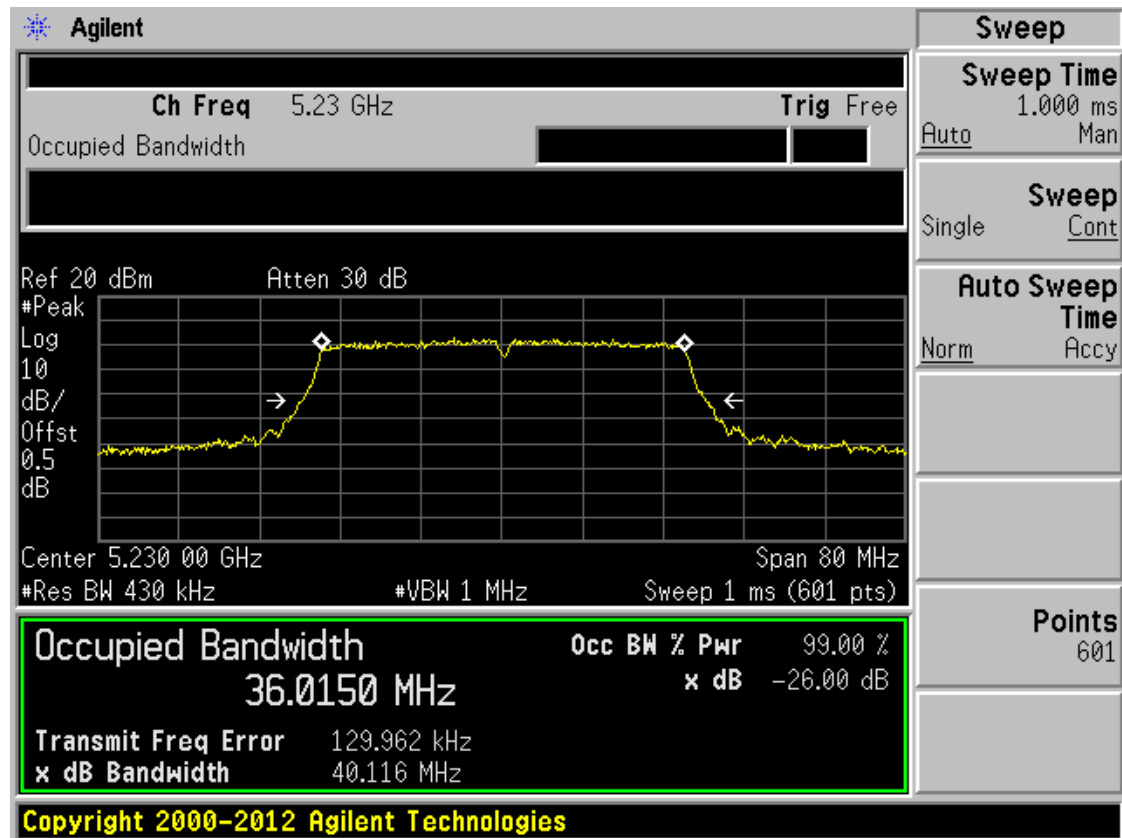 Agilent
Sweep
Ch Freq 5.23 GHz Trig Free
Occupied Bandwidth
Ref 20 dBm Atten 30 dB
#Peak
Log
10
dB/
Offst
0.5
dB
Center 5.230 00 GHz Span 80 MHz
#Res BW 430 kHz #VBW 1 MHz Sweep 1 ms (601 pts)
Occupied Bandwidth
36.0150 MHz
Occ BW % Pwr 99.00 %
x dB -26.00 dB
Transmit Freq Error 129.962 kHz
x dB Bandwidth 40.116 MHz
Sweep Time
1.000 ms
Auto Man
Sweep
Single Cont
Auto Sweep
Time
Norm Accy
Points
601
Copyright 2000-2012 Agilent Technologies